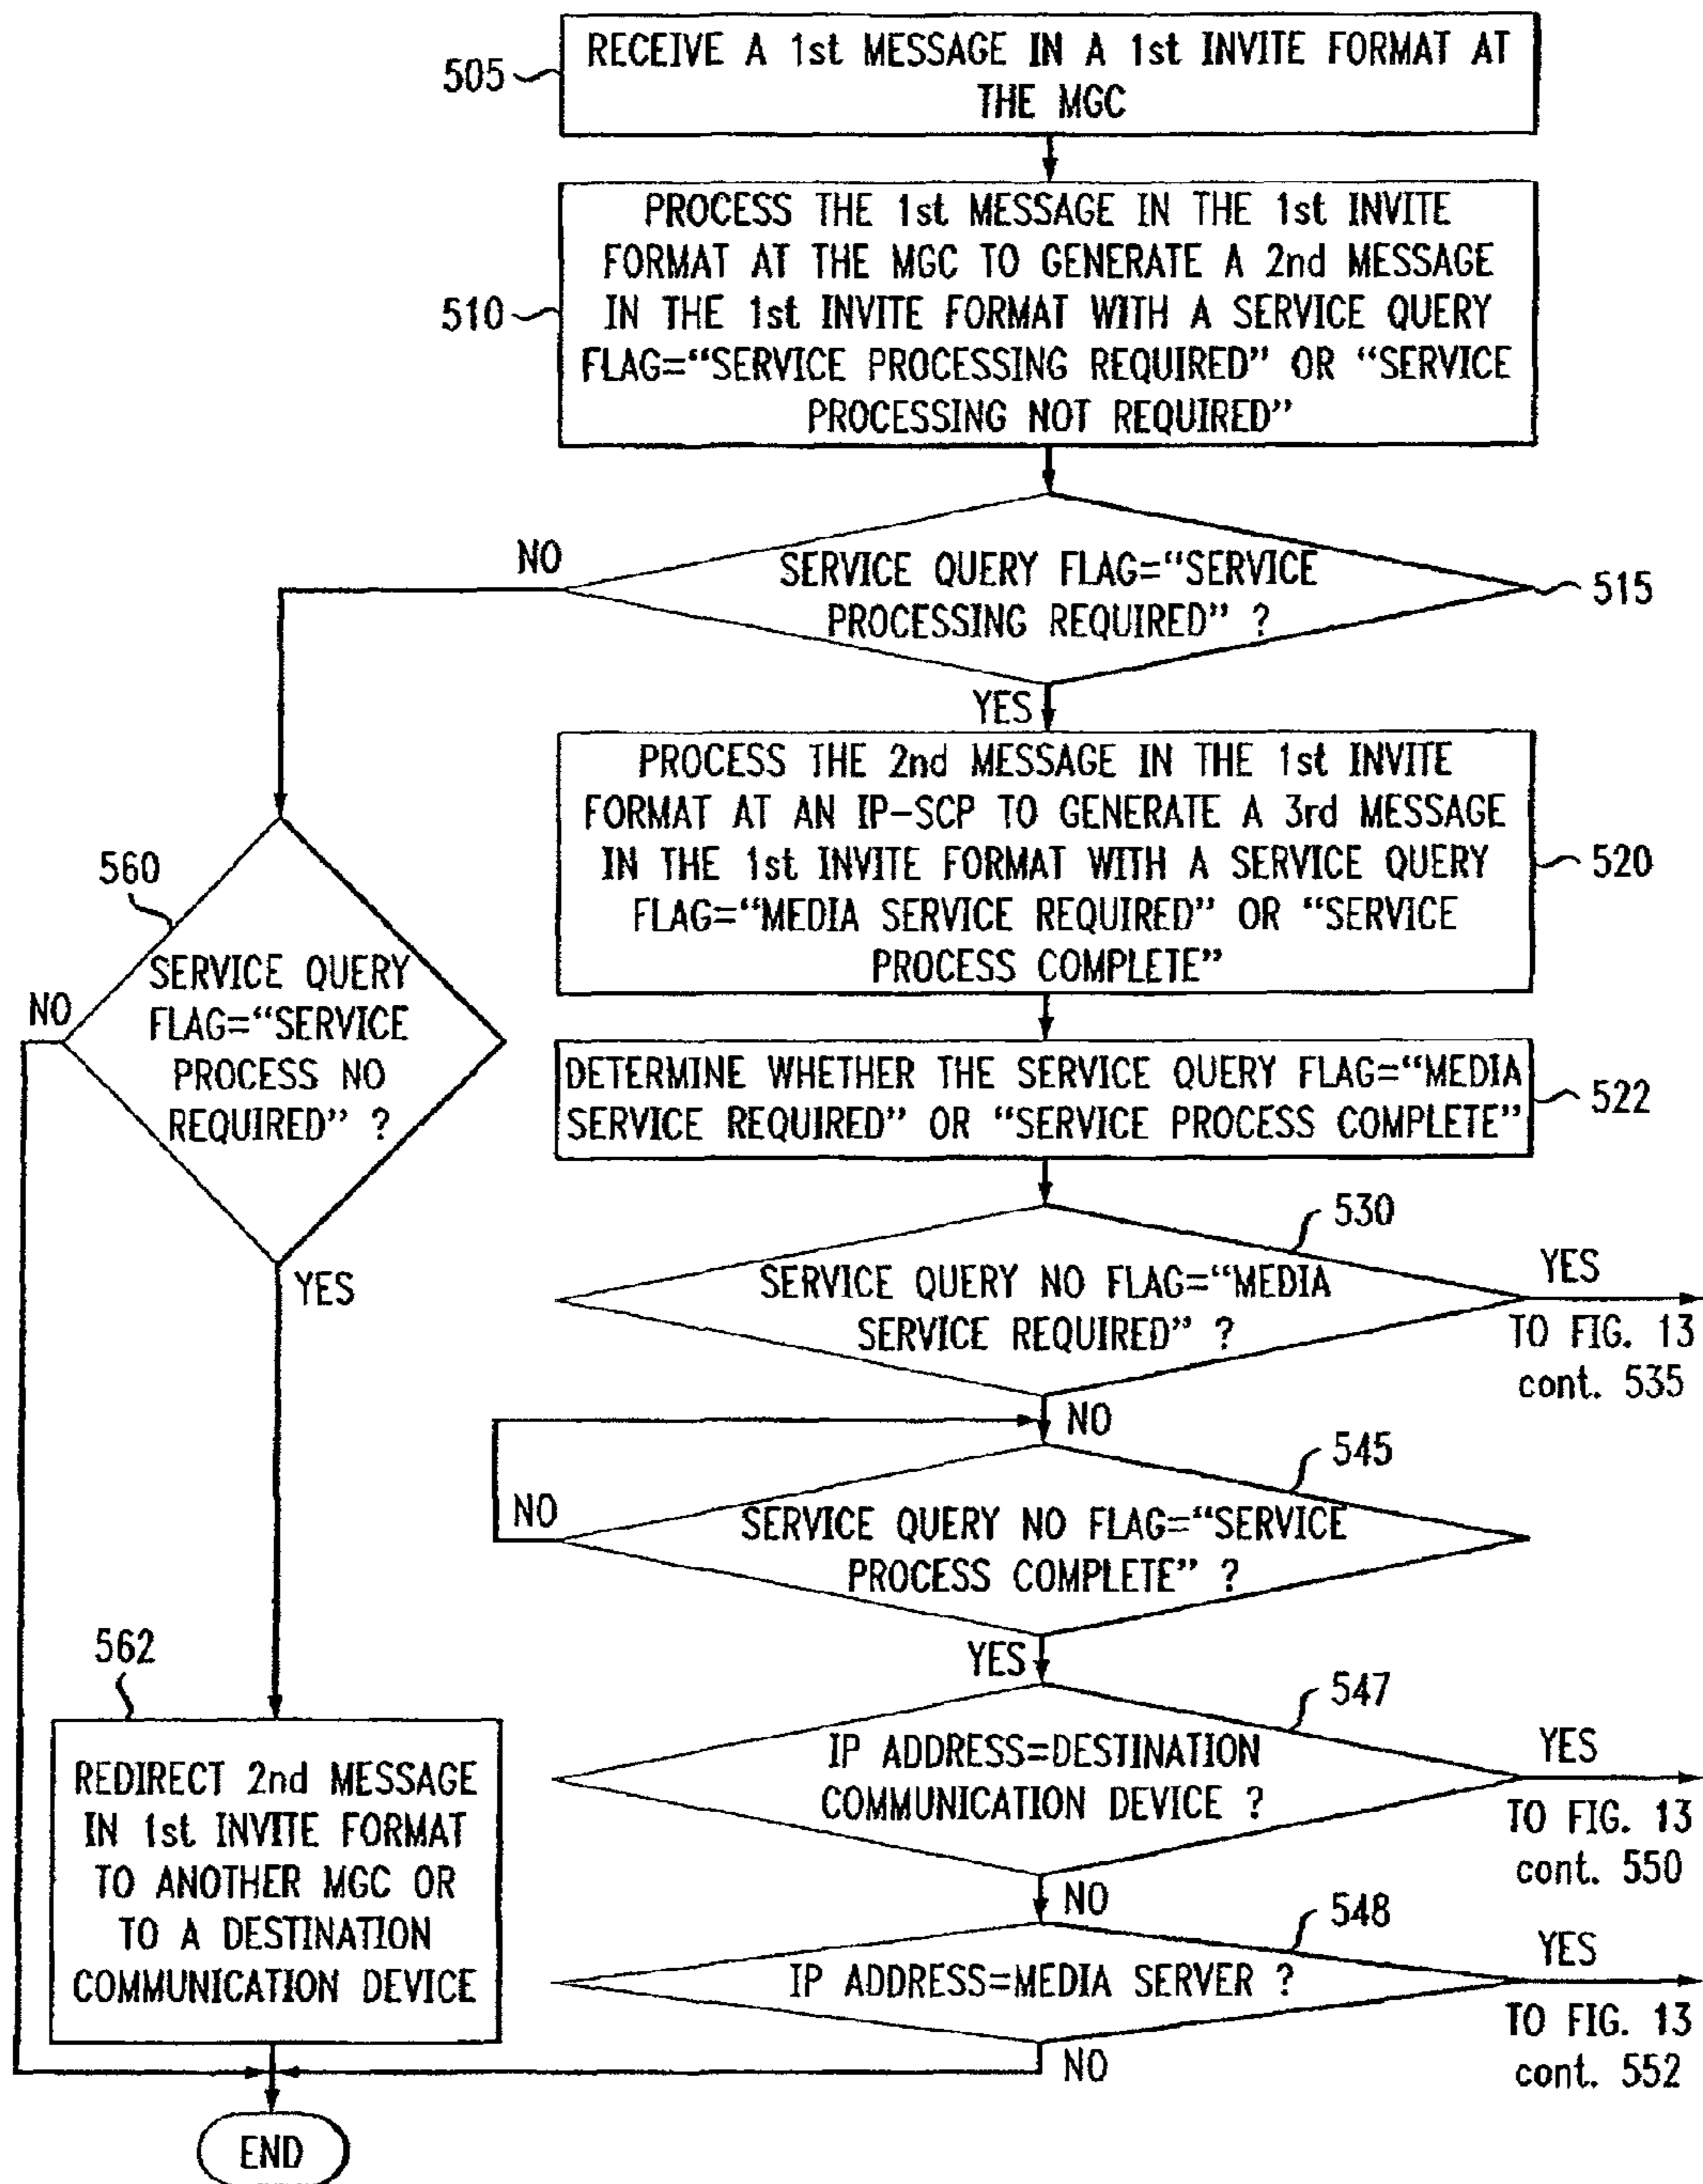 505
RECEIVE A 1st MESSAGE IN A 1st INVITE FORMAT AT
THE MGC
510
PROCESS THE 1st MESSAGE IN THE 1st INVITE
FORMAT AT THE MGC TO GENERATE A 2nd MESSAGE
IN THE 1st INVITE FORMAT WITH A SERVICE QUERY
FLAG=“SERVICE PROCESSING REQUIRED” OR “SERVICE
PROCESSING NOT REQUIRED”
NO
SERVICE QUERY FLAG=“SERVICE
PROCESSING REQUIRED” ?
515
YES
PROCESS THE 2nd MESSAGE IN THE 1st INVITE
FORMAT AT AN IP-SCP TO GENERATE A 3rd MESSAGE
IN THE 1st INVITE FORMAT WITH A SERVICE QUERY
FLAG=“MEDIA SERVICE REQUIRED” OR “SERVICE
PROCESS COMPLETE”
520
560
SERVICE QUERY
FLAG=“SERVICE
PROCESS NO
REQUIRED” ?
NO
YES
DETERMINE WHETHER THE SERVICE QUERY FLAG=“MEDIA
SERVICE REQUIRED” OR “SERVICE PROCESS COMPLETE”
522
530
SERVICE QUERY NO FLAG=“MEDIA
SERVICE REQUIRED” ?
YES
TO FIG. 13
cont. 535
NO
545
SERVICE QUERY NO FLAG=“SERVICE
PROCESS COMPLETE” ?
NO
YES
547
IP ADDRESS=DESTINATION
COMMUNICATION DEVICE ?
YES
TO FIG. 13
cont. 550
NO
548
IP ADDRESS=MEDIA SERVER ?
YES
TO FIG. 13
cont. 552
NO
562
REDIRECT 2nd MESSAGE
IN 1st INVITE FORMAT
TO ANOTHER MGC OR
TO A DESTINATION
COMMUNICATION DEVICE
END